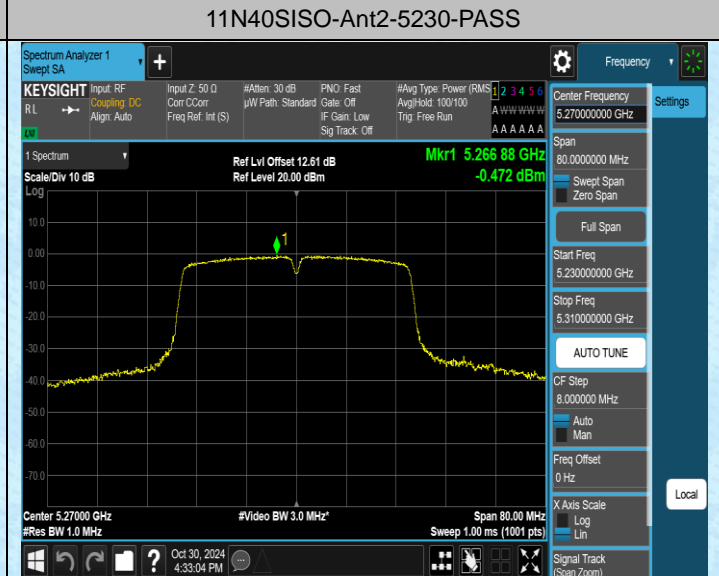 11N40SISO-Ant2-5230-PASS
Spectrum Analyzer 1
Swept SA
Frequency
KEYSIGHT
R L
Input: RF
Coupling: DC
Align: Auto
Input Z: 50 Ω
Corr CCorr
Freq Ref: Int (S)
#Atten: 30 dB
µW Path: Standard
PNO: Fast
Gate: Off
IF Gain: Low
Sig Track: Off
#Avg Type: Power (RMS
Avg|Hold: 100/100
Trig: Free Run
1 2 3 4 5 6
A W W W W W
A A A A A A
Center Frequency
5.270000000 GHz
Settings
1 Spectrum
Scale/Div 10 dB
Log
Ref Lvl Offset 12.61 dB
Ref Level 20.00 dBm
Mkr1 5.266 88 GHz
-0.472 dBm
Span
80.0000000 MHz
Swept Span
Zero Span
Full Span
Start Freq
5.230000000 GHz
Stop Freq
5.310000000 GHz
AUTO TUNE
CF Step
8.000000 MHz
Auto
Man
Freq Offset
0 Hz
X Axis Scale
Log
Lin
Local
Signal Track
(Span Zoom)
10.0
0.00
-10.0
-20.0
-30.0
-40.0
-50.0
-60.0
-70.0
1
Center 5.27000 GHz
#Res BW 1.0 MHz
#Video BW 3.0 MHz*
Span 80.00 MHz
Sweep 1.00 ms (1001 pts)
?
Oct 30, 2024
4:33:04 PM